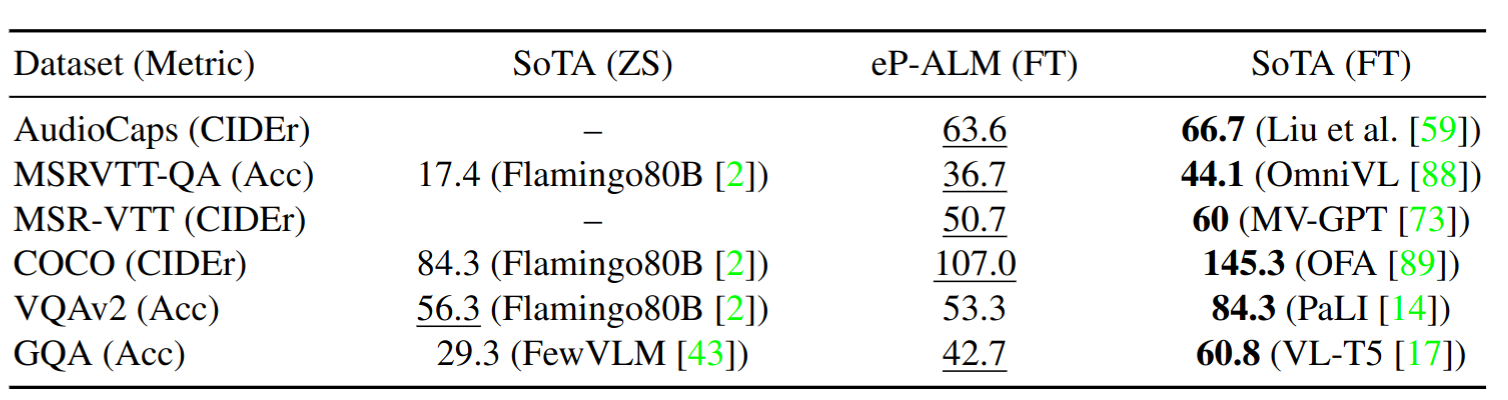 Dataset (Metric) SoTA (ZS) eP-ALM (FT) SoTA (FT)
AudioCaps (CIDEr) – 63.6 66.7 (Liu et al. [59])
MSRVTT-QA (Acc) 17.4 (Flamingo80B [2]) 36.7 44.1 (OmniVL [88])
MSR-VTT (CIDEr) – 50.7 60 (MV-GPT [73])
COCO (CIDEr) 84.3 (Flamingo80B [2]) 107.0 145.3 (OFA [89])
VQAv2 (Acc) 56.3 (Flamingo80B [2]) 53.3 84.3 (PaLI [14])
GQA (Acc) 29.3 (FewVLM [43]) 42.7 60.8 (VL-T5 [17])